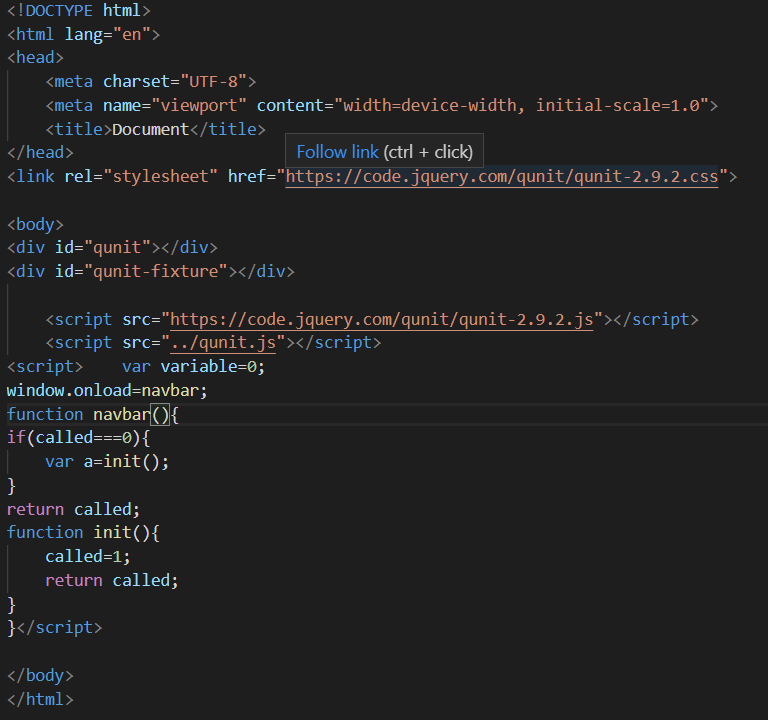 <!DOCTYPE html>
<html lang="en">
<head>
    <meta charset="UTF-8">
    <meta name="viewport" content="width=device-width, initial-scale=1.0">
    <title>Document</title>
Follow link (ctrl + click)
</head>
<link rel="stylesheet" href="https://code.jquery.com/qunit/qunit-2.9.2.css">

<body>
<div id="qunit"></div>
<div id="qunit-fixture"></div>

    <script src="https://code.jquery.com/qunit/qunit-2.9.2.js"></script>
    <script src="../qunit.js"></script>
<script>    var variable=0;
window.onload=navbar;
function navbar(){
if(called===0){
    var a=init();
}
return called;
function init(){
    called=1;
    return called;
}
}</script>

</body>
</html>